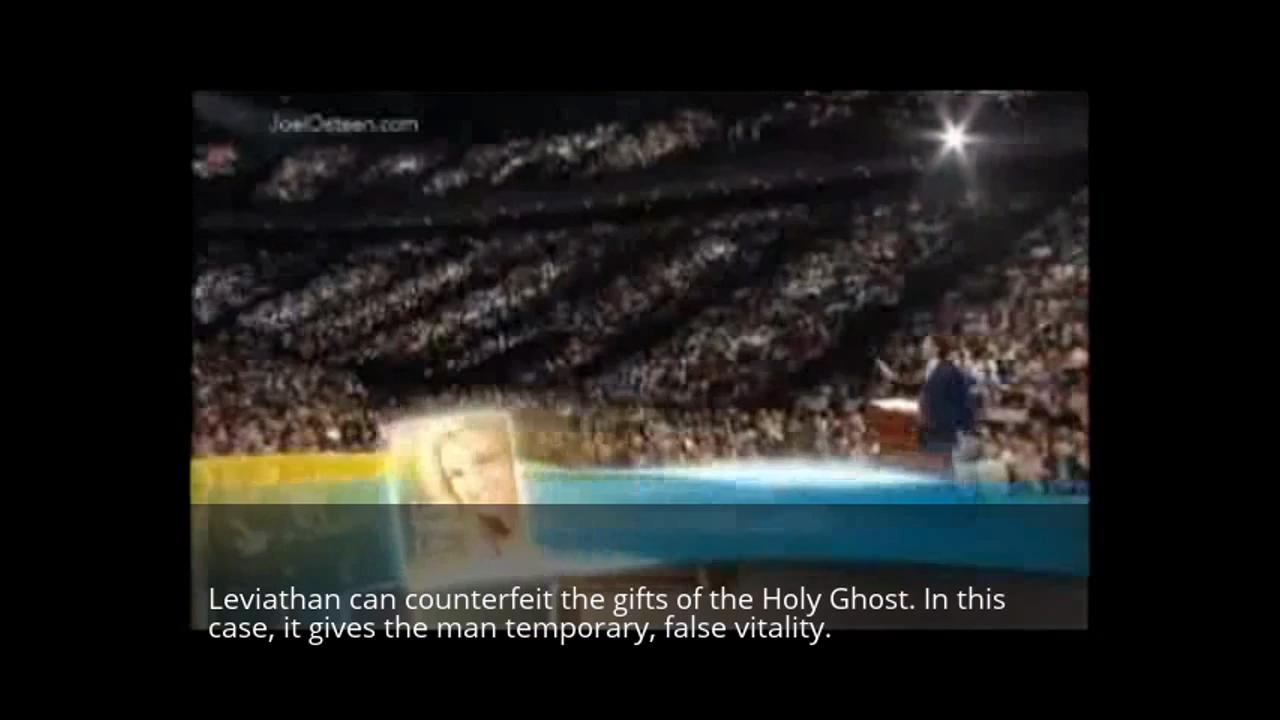 JoelOsteen.com
Leviathan can counterfeit the gifts of the Holy Ghost. In this
case, it gives the man temporary, false vitality.